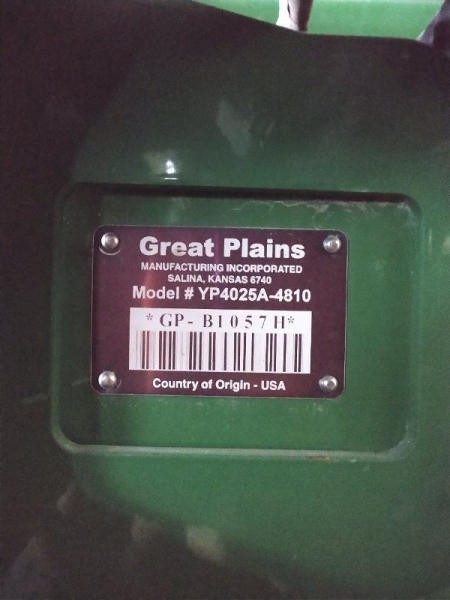 Great Plains
MANUFACTURING INCORPORATED
SALINA, KANSAS 6740
Model # YP4025A-4810
*GP-B1057H*
Country of Origin - USA